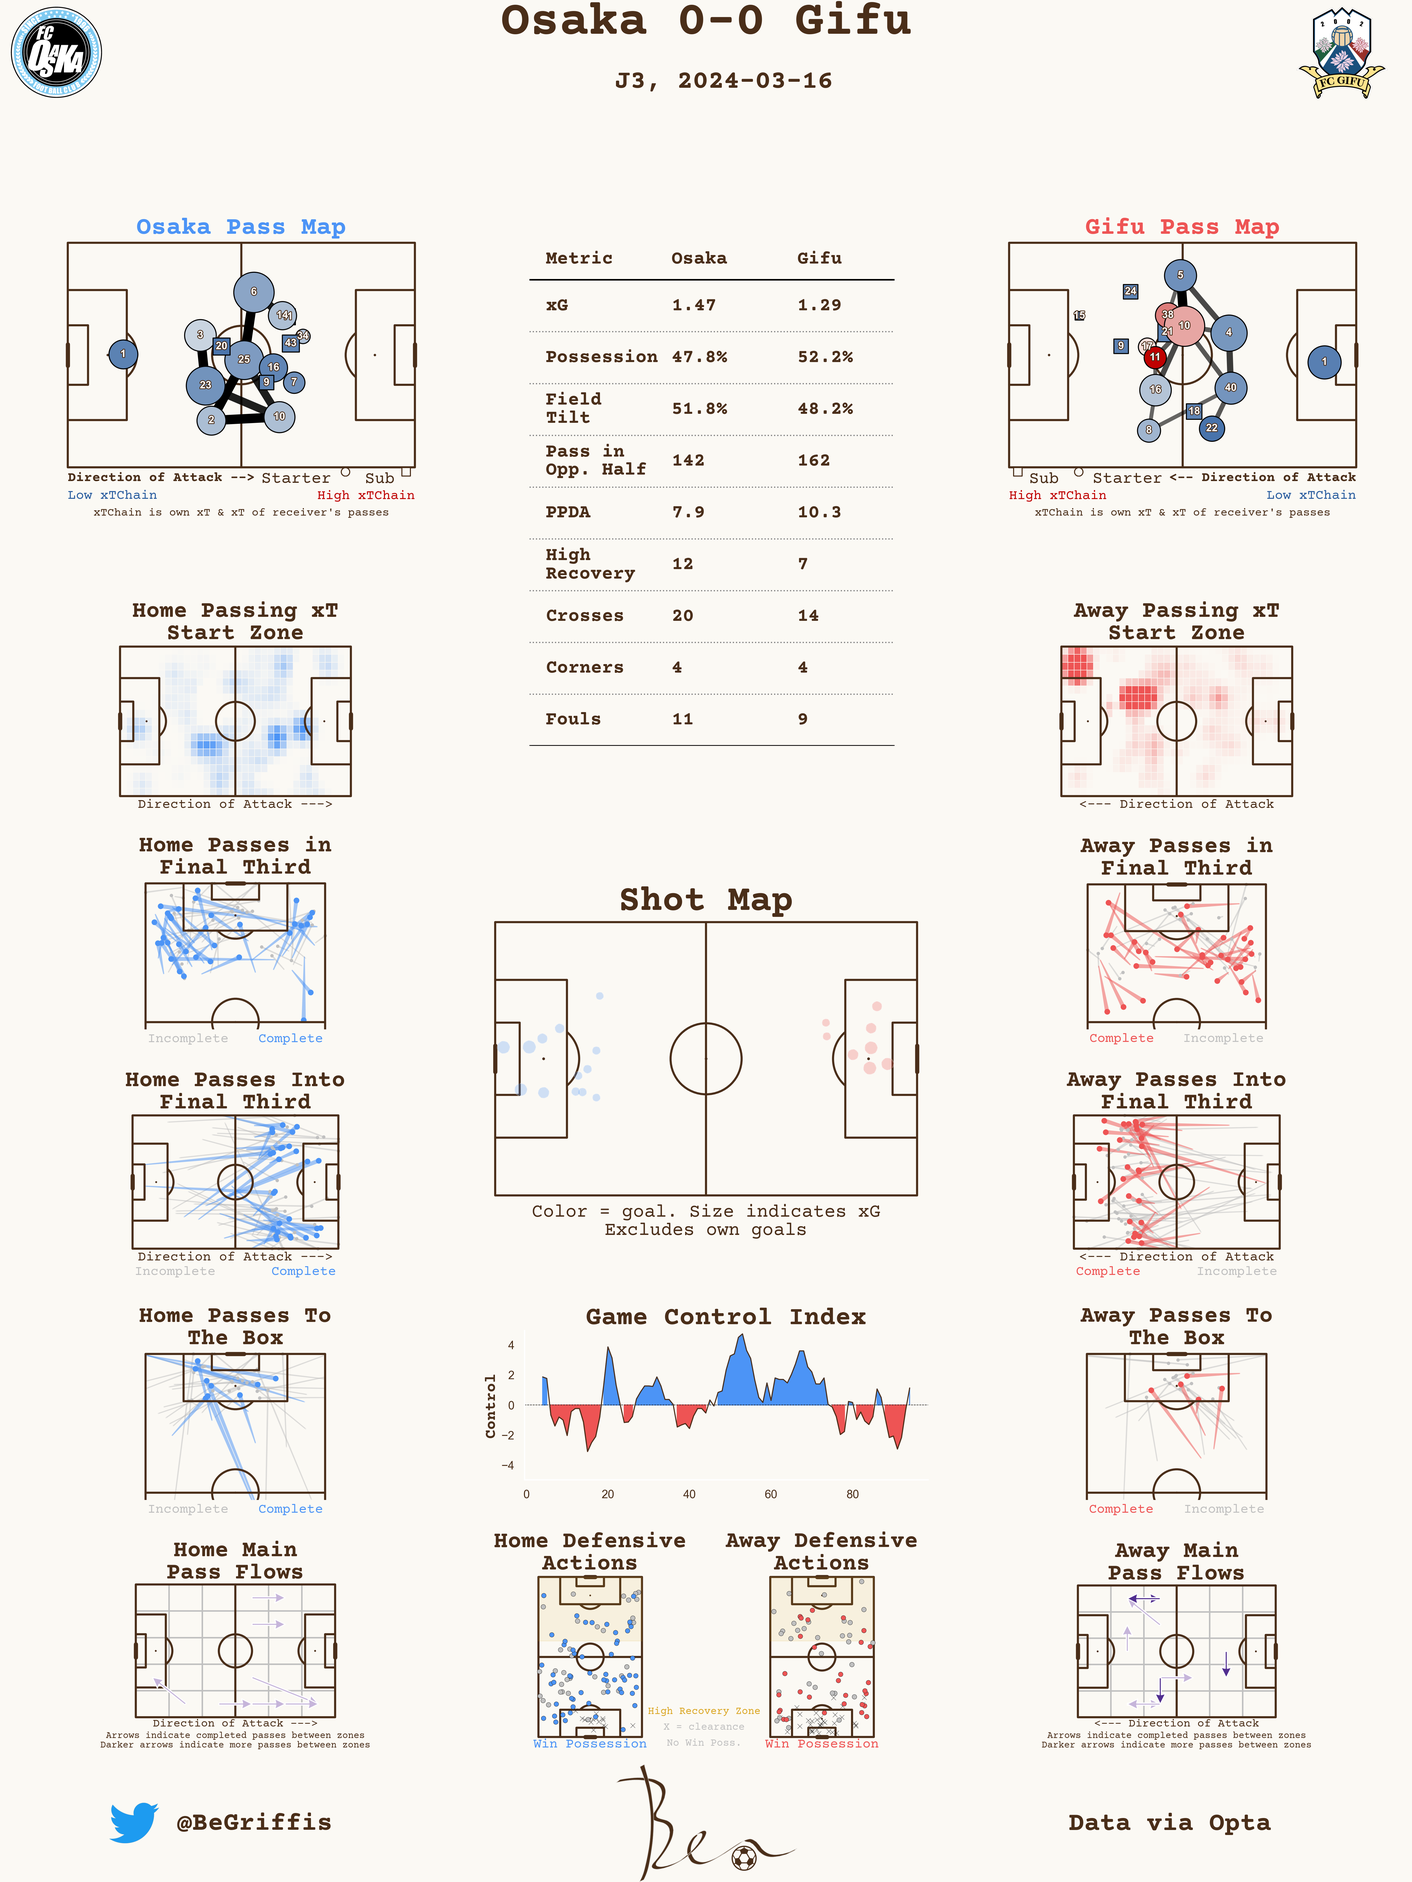 Osaka 0-0 Gifu
J3, 2024-03-16
FC OSAKA
2 0 0 2
FC GIFU
Osaka Pass Map
1
3
23
2
6
25
20
14
34
43
16
9
7
10
Direction of Attack --> Starter Sub
Low xTChain High xTChain
xTChain is own xT & xT of receiver's passes
Metric Osaka Gifu
xG 1.47 1.29
Possession 47.8% 52.2%
Field
Tilt 51.8% 48.2%
Pass in
Opp. Half 142 162
PPDA 7.9 10.3
High
Recovery 12 7
Crosses 20 14
Corners 4 4
Fouls 11 9
Gifu Pass Map
5
24
15
38
10
21
4
9
17
11
1
16
40
18
8
22
Sub Starter <-- Direction of Attack
High xTChain Low xTChain
xTChain is own xT & xT of receiver's passes
Home Passing xT
Start Zone
Direction of Attack --->
Away Passing xT
Start Zone
<--- Direction of Attack
Home Passes in
Final Third
Incomplete Complete
Away Passes in
Final Third
Complete Incomplete
Shot Map
Color = goal. Size indicates xG
Excludes own goals
Home Passes Into
Final Third
Direction of Attack --->
Incomplete Complete
Away Passes Into
Final Third
<--- Direction of Attack
Complete Incomplete
Home Passes To
The Box
Incomplete Complete
Game Control Index
Control
4
2
0
−2
−4
0 20 40 60 80
Away Passes To
The Box
Complete Incomplete
Home Main
Pass Flows
Direction of Attack --->
Arrows indicate completed passes between zones
Darker arrows indicate more passes between zones
Home Defensive
Actions
Win Possession
High Recovery Zone
X = clearance
No Win Poss.
Away Defensive
Actions
Win Possession
Away Main
Pass Flows
<--- Direction of Attack
Arrows indicate completed passes between zones
Darker arrows indicate more passes between zones
@BeGriffis
Ben
Data via Opta